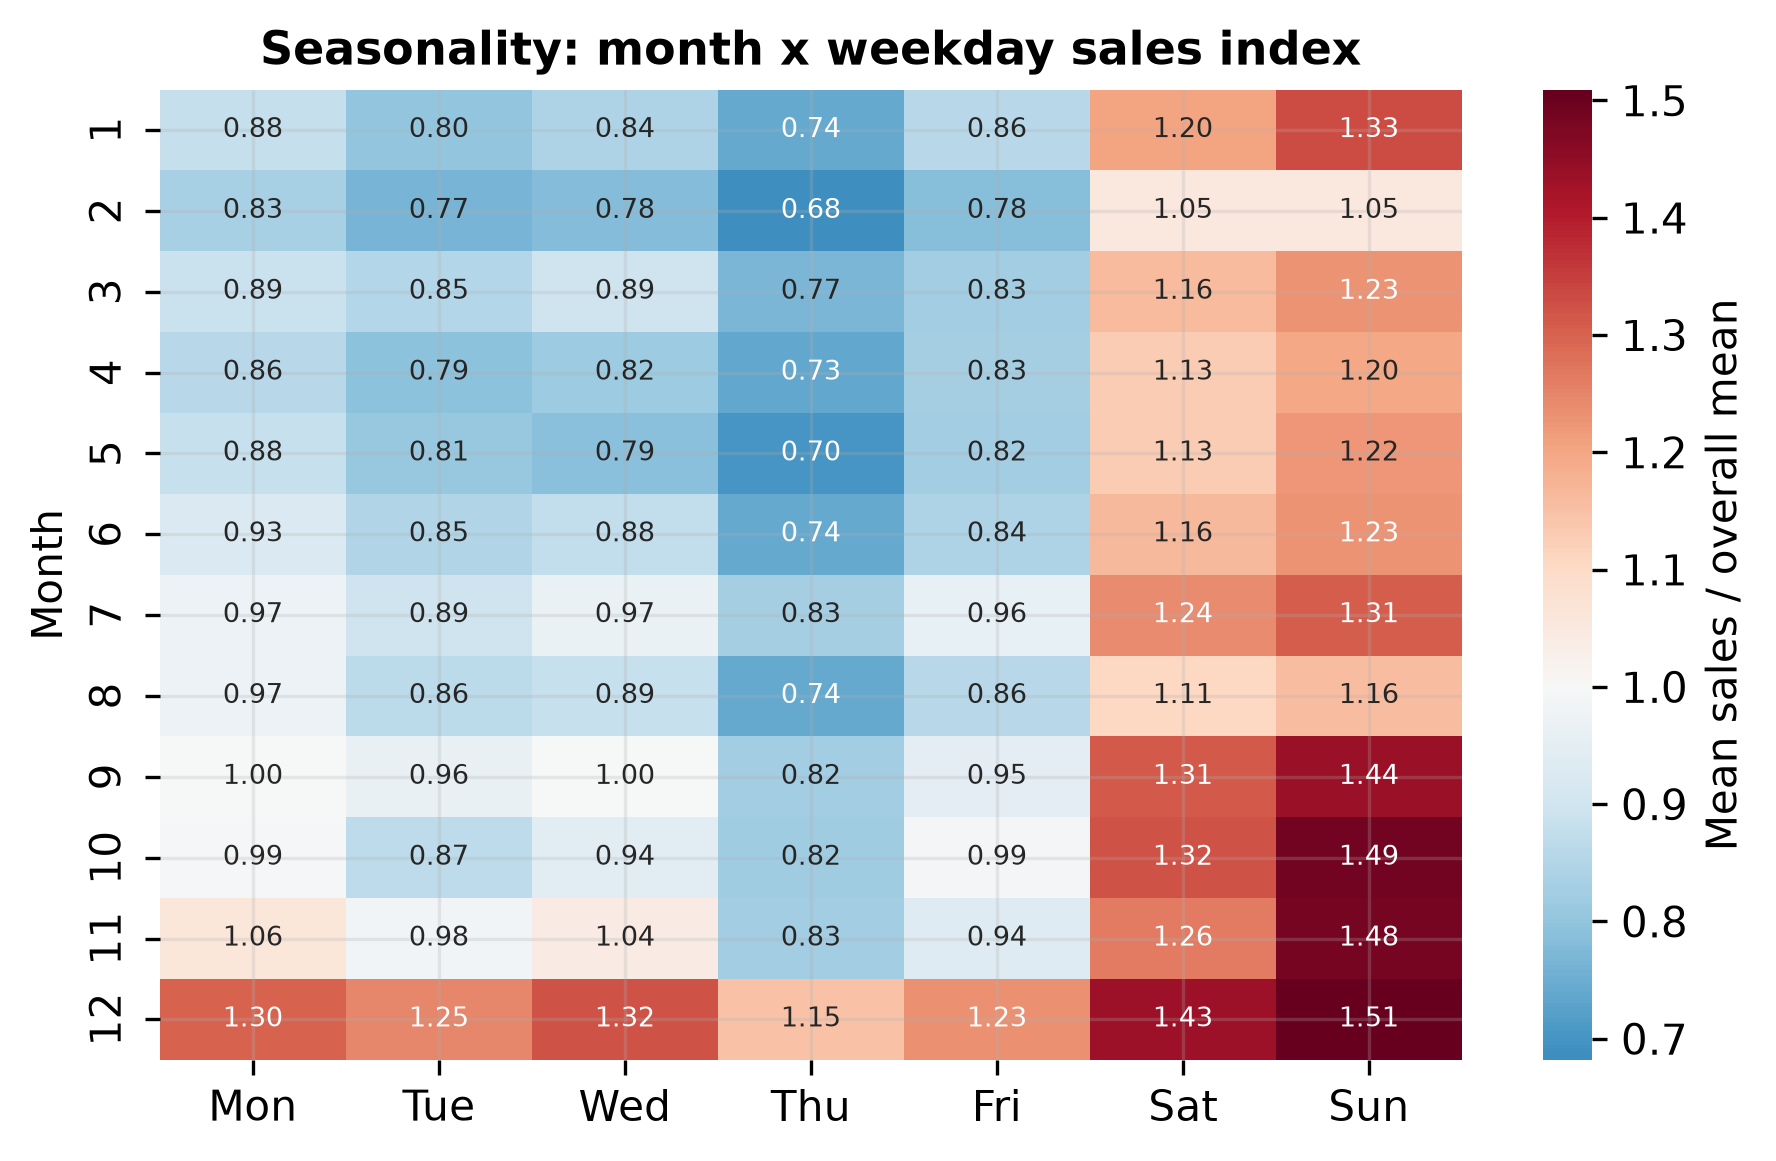 Seasonality: month x weekday sales index
Month
1 0.88 0.80 0.84 0.74 0.86 1.20 1.33
2 0.83 0.77 0.78 0.68 0.78 1.05 1.05
3 0.89 0.85 0.89 0.77 0.83 1.16 1.23
4 0.86 0.79 0.82 0.73 0.83 1.13 1.20
5 0.88 0.81 0.79 0.70 0.82 1.13 1.22
6 0.93 0.85 0.88 0.74 0.84 1.16 1.23
7 0.97 0.89 0.97 0.83 0.96 1.24 1.31
8 0.97 0.86 0.89 0.74 0.86 1.11 1.16
9 1.00 0.96 1.00 0.82 0.95 1.31 1.44
10 0.99 0.87 0.94 0.82 0.99 1.32 1.49
11 1.06 0.98 1.04 0.83 0.94 1.26 1.48
12 1.30 1.25 1.32 1.15 1.23 1.43 1.51
Mon Tue Wed Thu Fri Sat Sun
1.5
1.4
1.3
1.2
1.1
1.0
0.9
0.8
0.7
Mean sales / overall mean